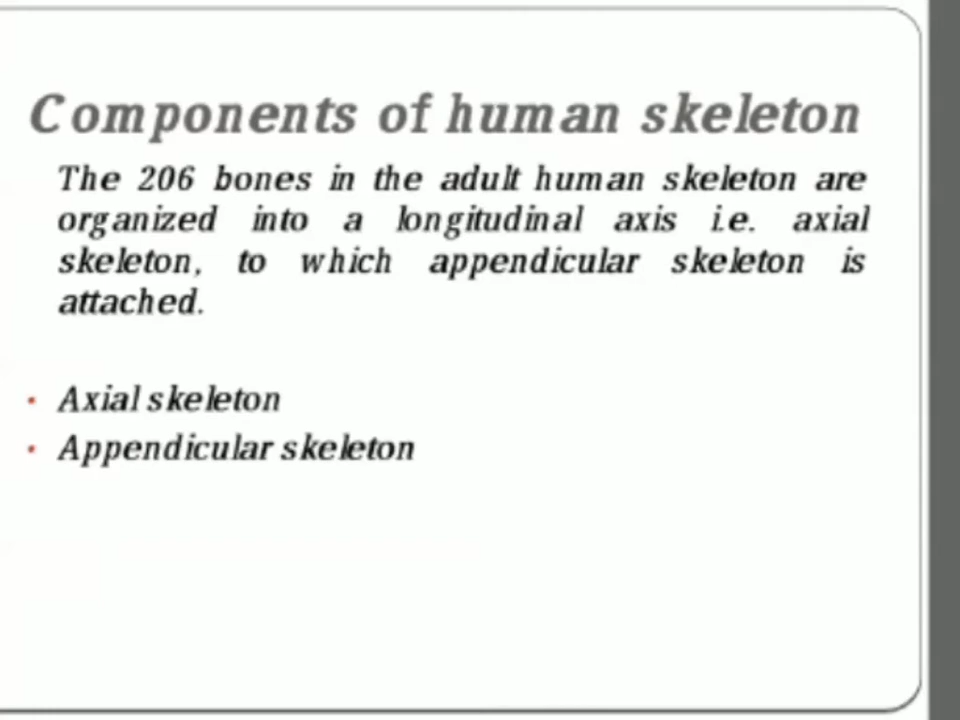 Components of human skeleton
The 206 bones in the adult human skeleton are
organized into a longitudinal axis i.e. axial
skeleton, to which appendicular skeleton is
attached.
• Axial skeleton
• Appendicular skeleton